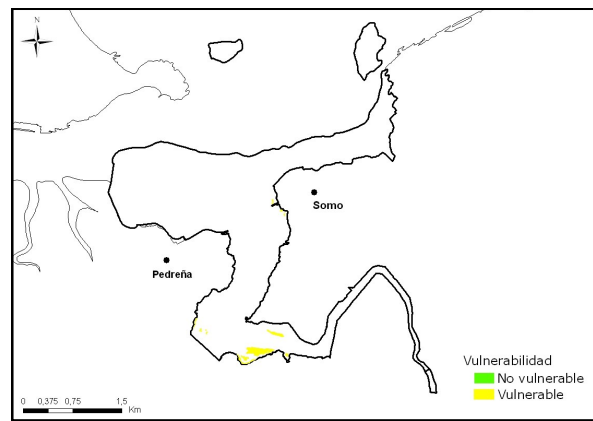 N
Somo
Pedreña
Vulnerabilidad
No vulnerable
Vulnerable
0 0,375 0,75 1,5
Km